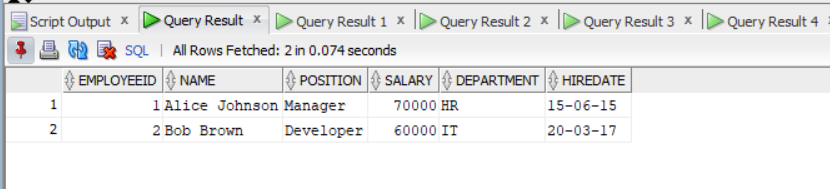 Script Output x Query Result x Query Result 1 x Query Result 2 x Query Result 3 x Query Result 4
SQL | All Rows Fetched: 2 in 0.074 seconds
EMPLOYEEID NAME POSITION SALARY DEPARTMENT HIREDATE
1 1 Alice Johnson Manager 70000 HR 15-06-15
2 2 Bob Brown Developer 60000 IT 20-03-17